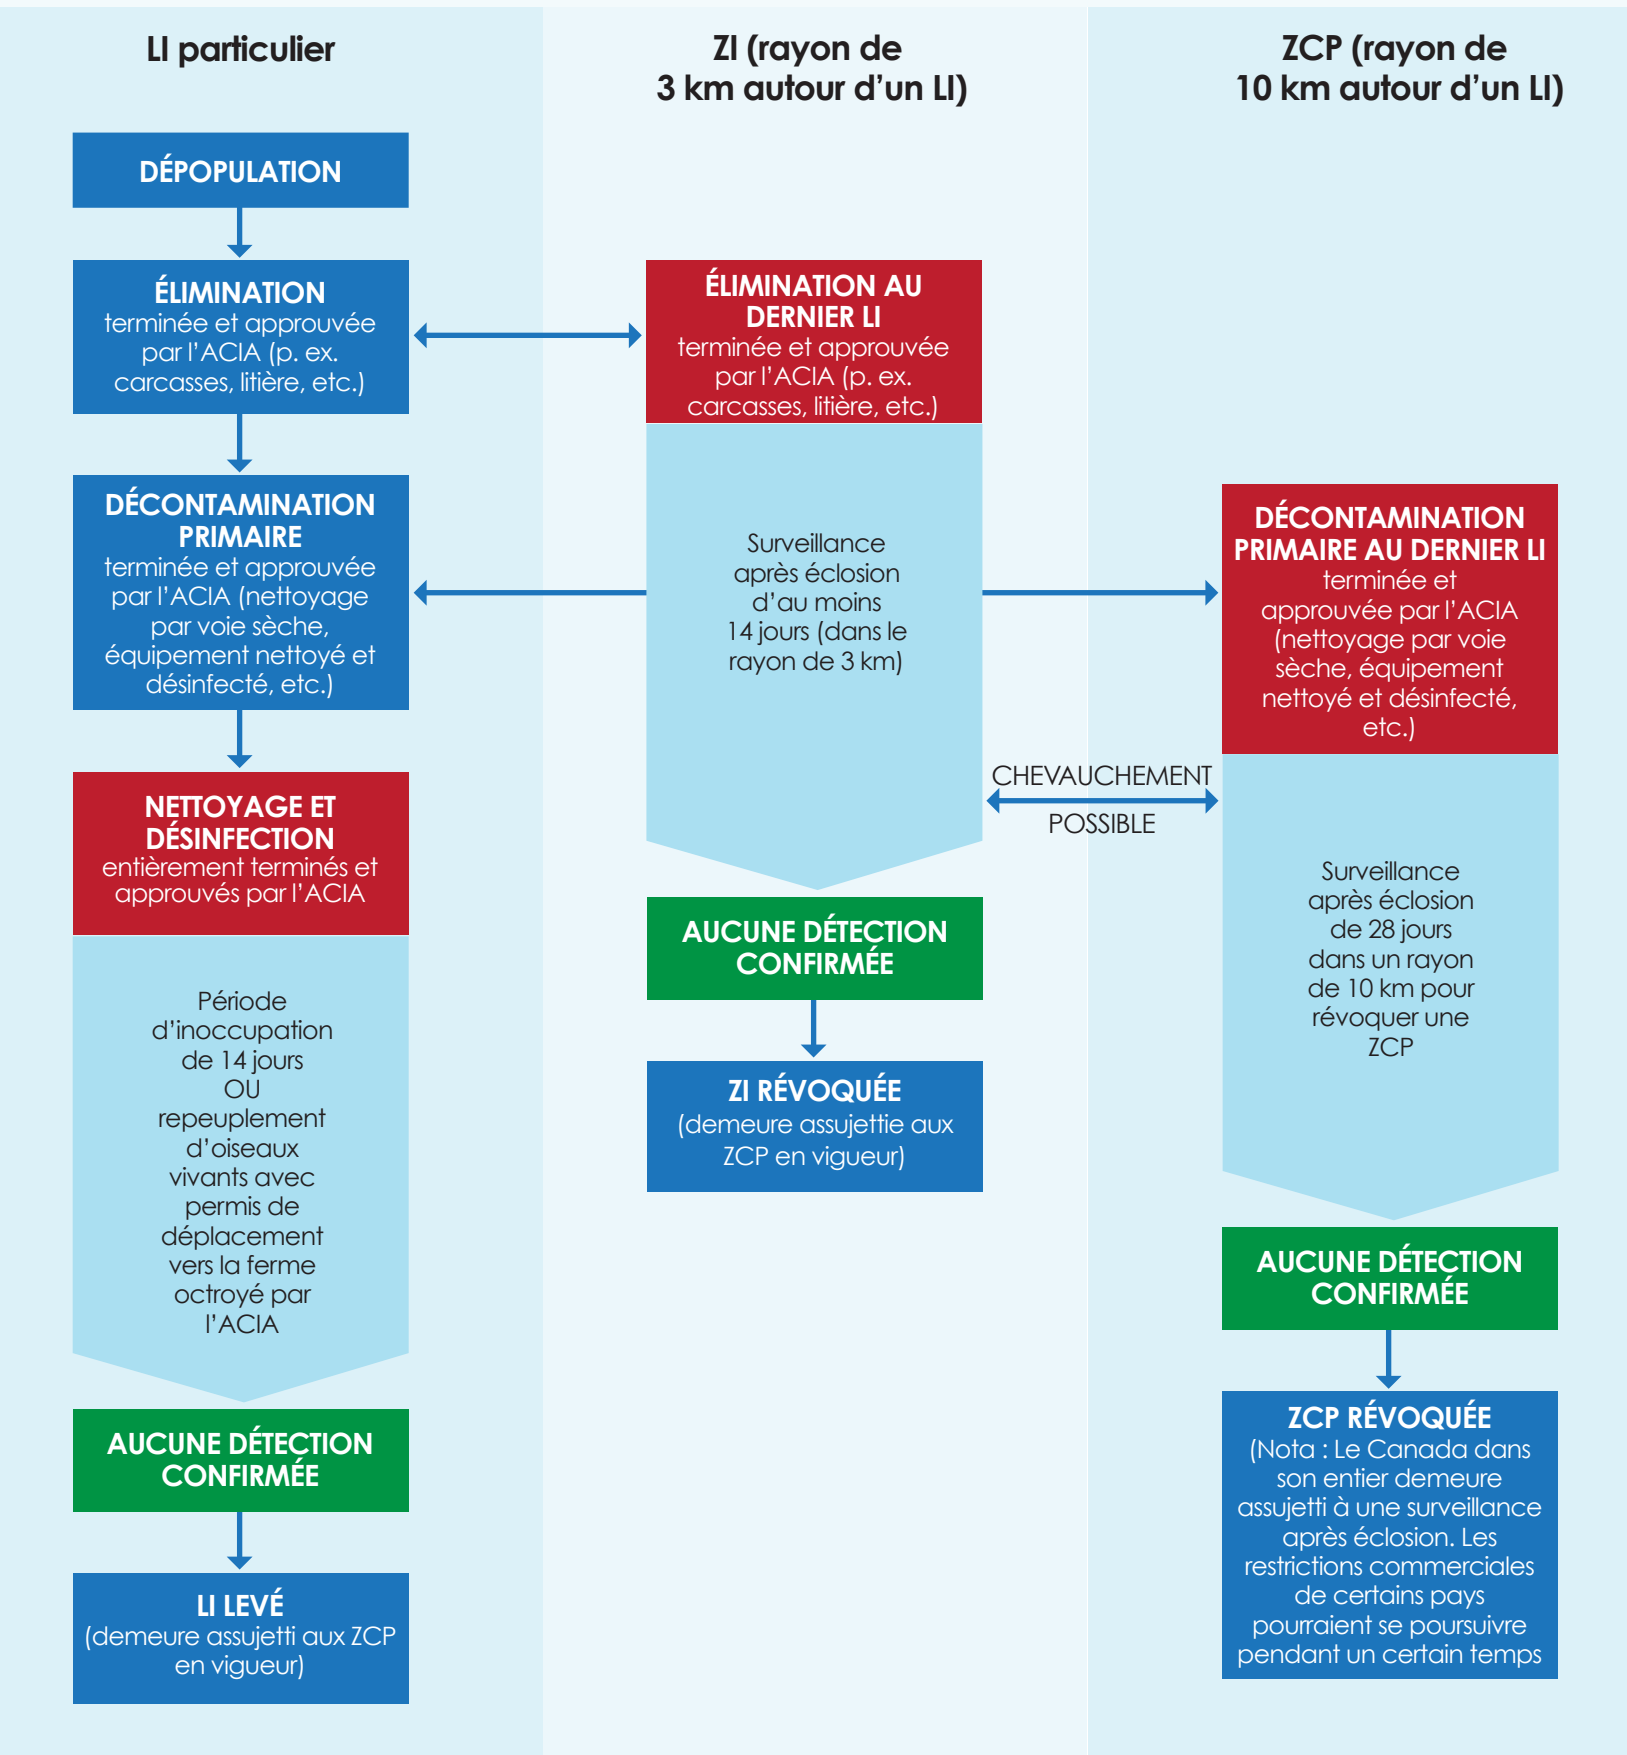 LI particulier
DÉPOPULATION
ÉLIMINATION
terminée et approuvée
par l’ACIA (p. ex.
carcasses, litière, etc.)
DÉCONTAMINATION
PRIMAIRE
terminée et approuvée
par l’ACIA (nettoyage
par voie sèche,
équipement nettoyé et
désinfecté, etc.)
NETTOYAGE ET
DÉSINFECTION
entièrement terminés et
approuvés par l’ACIA
Période
d’inoccupation
de 14 jours
OU
repeuplement
d’oiseaux
vivants avec
permis de
déplacement
vers la ferme
octroyé par
l’ACIA
AUCUNE DÉTECTION
CONFIRMÉE
LI LEVÉ
(demeure assujetti aux ZCP
en vigueur)
ZI (rayon de
3 km autour d’un LI)
ÉLIMINATION AU
DERNIER LI
terminée et approuvée
par l’ACIA (p. ex.
carcasses, litière, etc.)
Surveillance
après éclosion
d’au moins
14 jours (dans le
rayon de 3 km)
CHEVAUCHEMENT
POSSIBLE
AUCUNE DÉTECTION
CONFIRMÉE
ZI RÉVOQUÉE
(demeure assujettie aux
ZCP en vigueur)
ZCP (rayon de
10 km autour d’un LI)
DÉCONTAMINATION
PRIMAIRE AU DERNIER LI
terminée et
approuvée par l’ACIA
(nettoyage par voie
sèche, équipement
nettoyé et désinfecté,
etc.)
Surveillance
après éclosion
de 28 jours
dans un rayon
de 10 km pour
révoquer une
ZCP
AUCUNE DÉTECTION
CONFIRMÉE
ZCP RÉVOQUÉE
(Nota : Le Canada dans
son entier demeure
assujetti à une surveillance
après éclosion. Les
restrictions commerciales
de certains pays
pourraient se poursuivre
pendant un certain temps